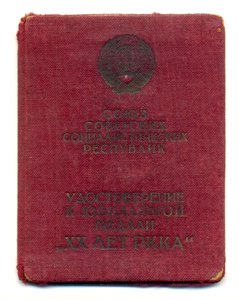 СОЮЗ
СОВЕТСКИХ
СОЦИАЛИСТИЧЕСКИХ
РЕСПУБЛИК
УДОСТОВЕРЕНИЕ
К ЮБИЛЕЙНОЙ
МЕДАЛИ
„XX ЛЕТ РККА“